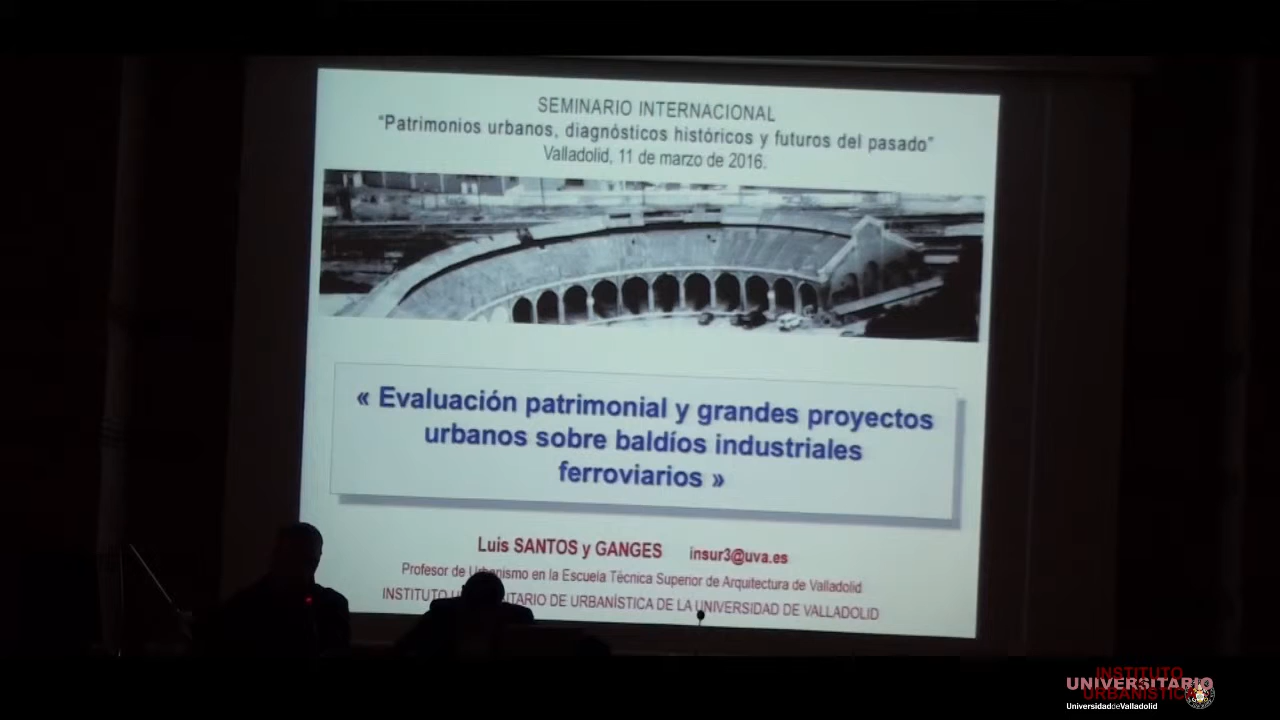 SEMINARIO INTERNACIONAL
“Patrimonios urbanos, diagnósticos históricos y futuros del pasado”
Valladolid, 11 de marzo de 2016.
« Evaluación patrimonial y grandes proyectos
urbanos sobre baldíos industriales
ferroviarios »
Luis SANTOS y GANGES insur3@uva.es
Profesor de Urbanismo en la Escuela Técnica Superior de Arquitectura de Valladolid
INSTITUTO DE URBANÍSTICA DE LA UNIVERSIDAD DE VALLADOLID
INSTITUTO
UNIVERSITARIO
URBANÍSTICA
UniversidaddeValladolid